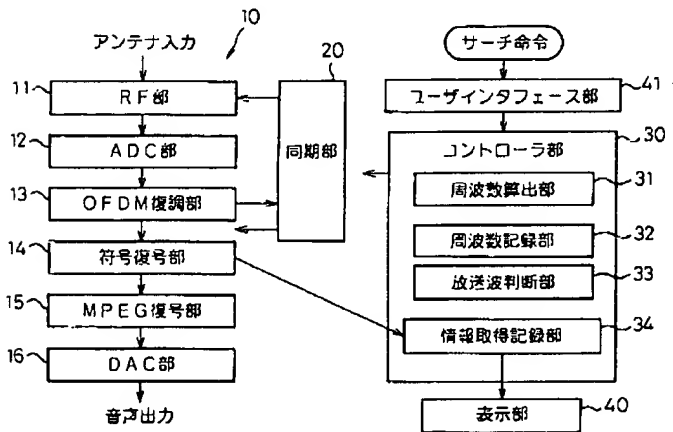 アンテナ入力
10
11
RF部
12
ADC部
13
OFDM復調部
14
符号復号部
15
MPEG復号部
16
DAC部
音声出力
20
同期部
サーチ命令
ユーザインタフェース部
41
30
コントローラ部
周波数算出部
31
周波数記録部
32
放送波判断部
33
情報取得記録部
34
表示部
40